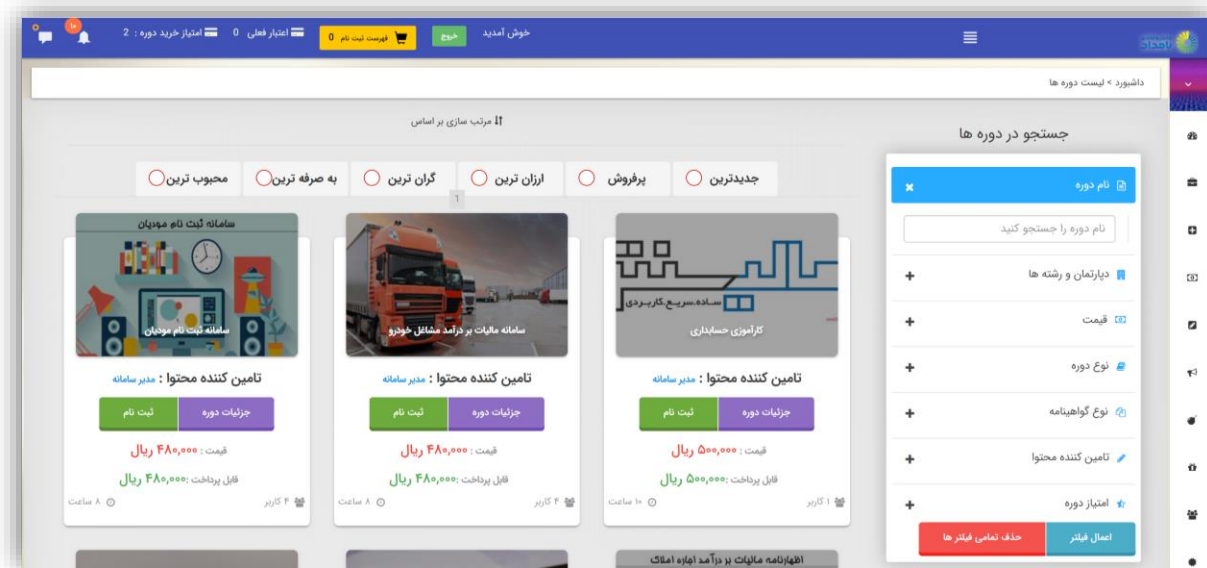 بامداد
خوش آمدید
خروج
فهرست ثبت نام 0
اعتبار فعلی 0
امتیاز خرید دوره : 2
۱۰
۰
داشبورد > لیست دوره ها
جستجو در دوره ها
نام دوره
نام دوره را جستجو کنید
دپارتمان و رشته ها
قیمت
نوع دوره
نوع گواهینامه
تامین کننده محتوا
امتیاز دوره
اعمال فیلتر
حذف تمامی فیلتر ها
مرتب سازی بر اساس
جدیدترین
پرفروش
ارزان ترین
گران ترین
به صرفه ترین
محبوب ترین
1
ساده.سریع.کاربردی
کارآموزی حسابداری
تامین کننده محتوا : مدیر سامانه
جزئیات دوره
ثبت نام
قیمت : ۵۰۰,۰۰۰ ریال
قابل پرداخت :۵۰۰,۰۰۰ ریال
۱ کاربر
۱۰ ساعت
سامانه مالیات بر درآمد مشاغل خودرو
تامین کننده محتوا : مدیر سامانه
جزئیات دوره
ثبت نام
قیمت : ۴۸۰,۰۰۰ ریال
قابل پرداخت :۴۸۰,۰۰۰ ریال
۴ کاربر
۸ ساعت
سامانه ثبت نام مودیان
سامانه ثبت نام مودیان
تامین کننده محتوا : مدیر سامانه
جزئیات دوره
ثبت نام
قیمت : ۴۸۰,۰۰۰ ریال
قابل پرداخت :۴۸۰,۰۰۰ ریال
۴ کاربر
۸ ساعت
اظهارنامه مالیات بر درآمد اجاره املاک